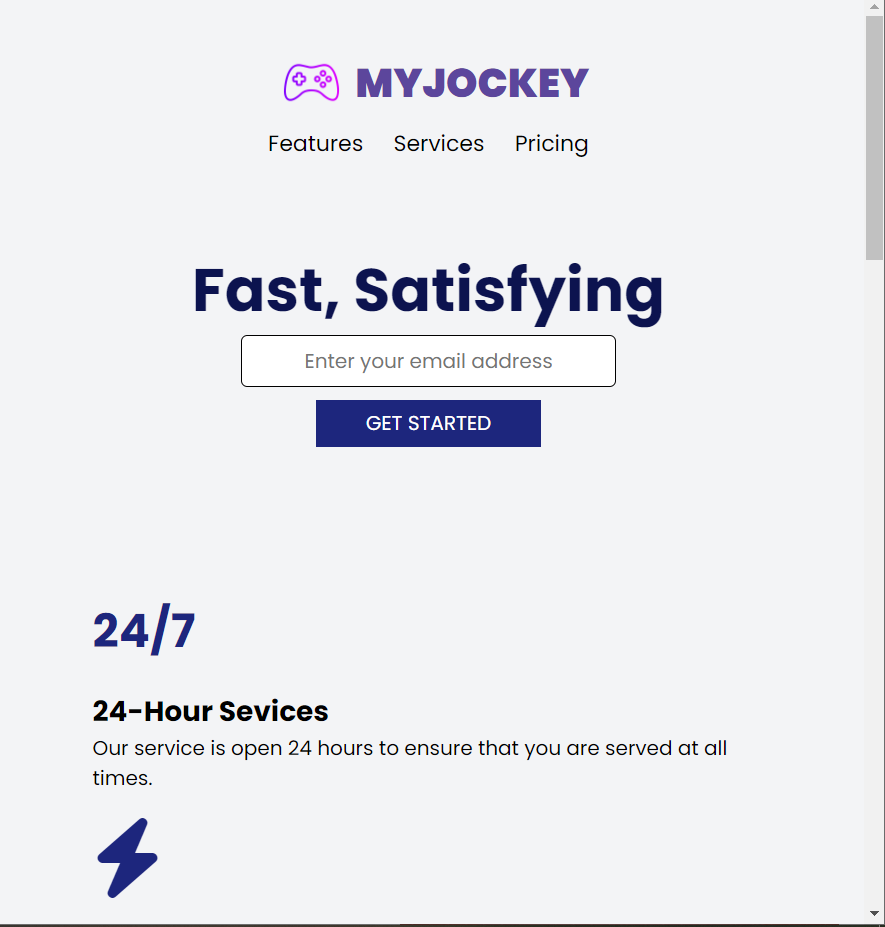 MYJOCKEY
Features Services Pricing
Fast, Satisfying
Enter your email address
GET STARTED
24/7
24-Hour Sevices
Our service is open 24 hours to ensure that you are served at all
times.